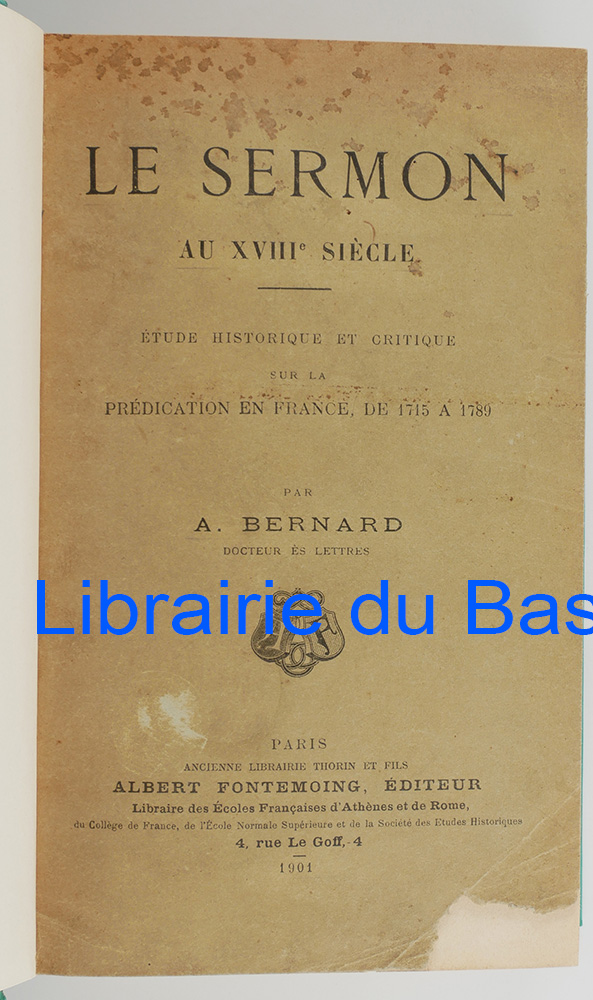 LE SERMON
AU XVIIIe SIÈCLE
ÉTUDE HISTORIQUE ET CRITIQUE
SUR LA
PRÉDICATION EN FRANCE, DE 1715 A 1789
PAR
A. BERNARD
DOCTEUR ÈS LETTRES
Librairie du Bas
PARIS
ANCIENNE LIBRAIRIE THORIN ET FILS
ALBERT FONTEMOING, ÉDITEUR
Libraire des Écoles Françaises d'Athènes et de Rome,
du Collège de France, de l'École Normale Supérieure et de la Société des Etudes Historiques
4, rue Le Goff, 4
1901